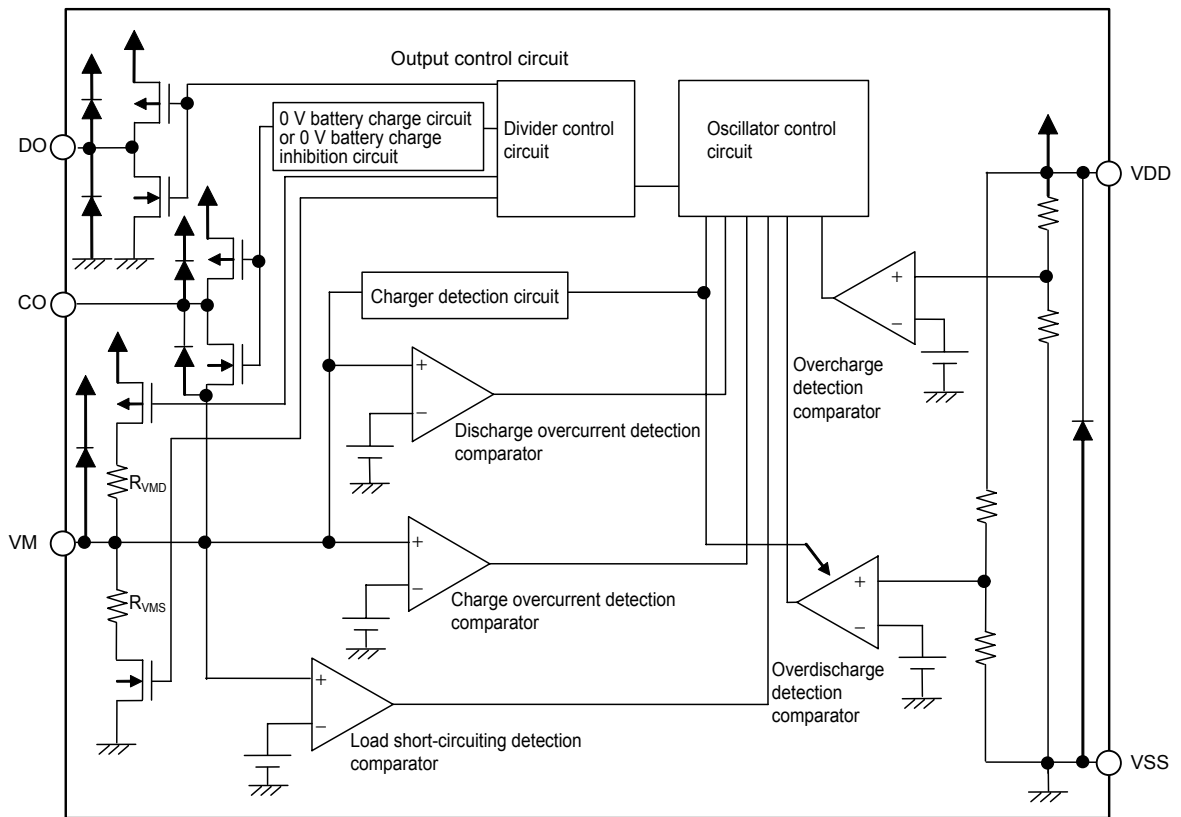 Output control circuit
0 V battery charge circuit
or 0 V battery charge
inhibition circuit
Divider control
circuit
Oscillator control
circuit
DO
VDD
CO
Charger detection circuit
+
−
Overcharge
detection
comparator
+
−
Discharge overcurrent detection
comparator
RVMD
VM
+
−
Charge overcurrent detection
comparator
RVMS
+
−
Overdischarge
detection
comparator
+
−
Load short-circuiting detection
comparator
VSS